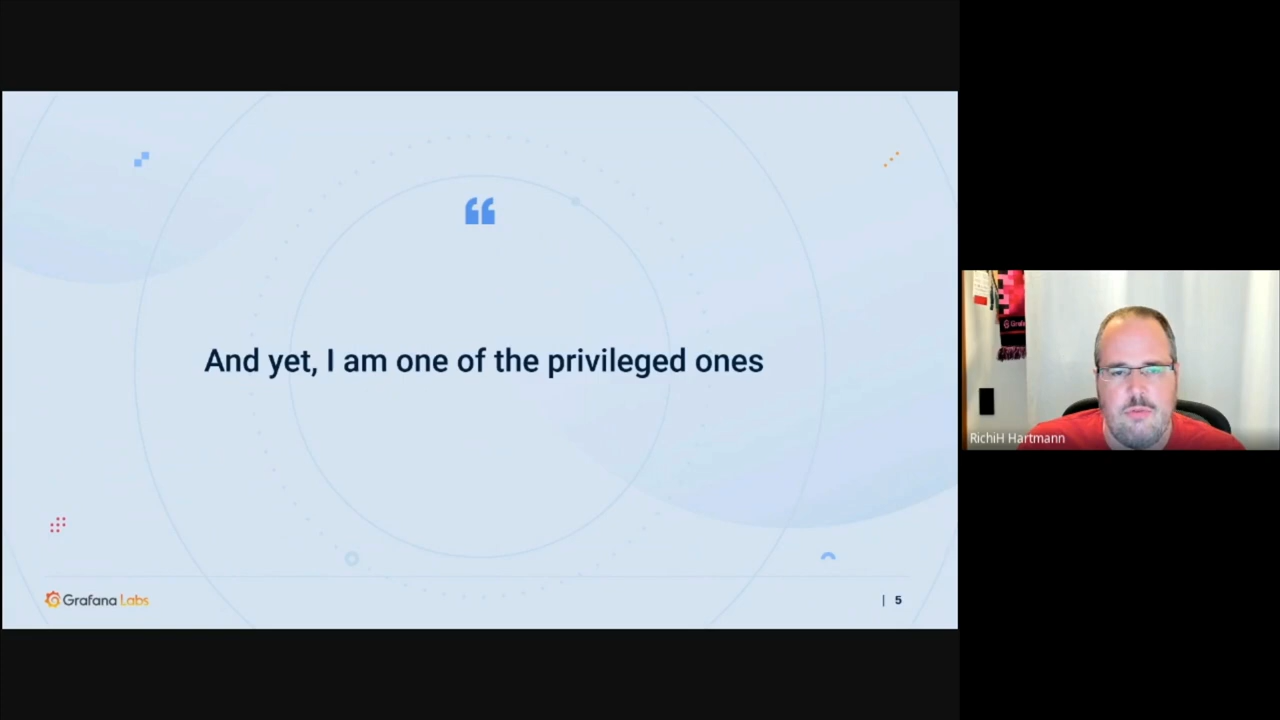 “
And yet, I am one of the privileged ones
Grafana Labs
| 5
RichiH Hartmann